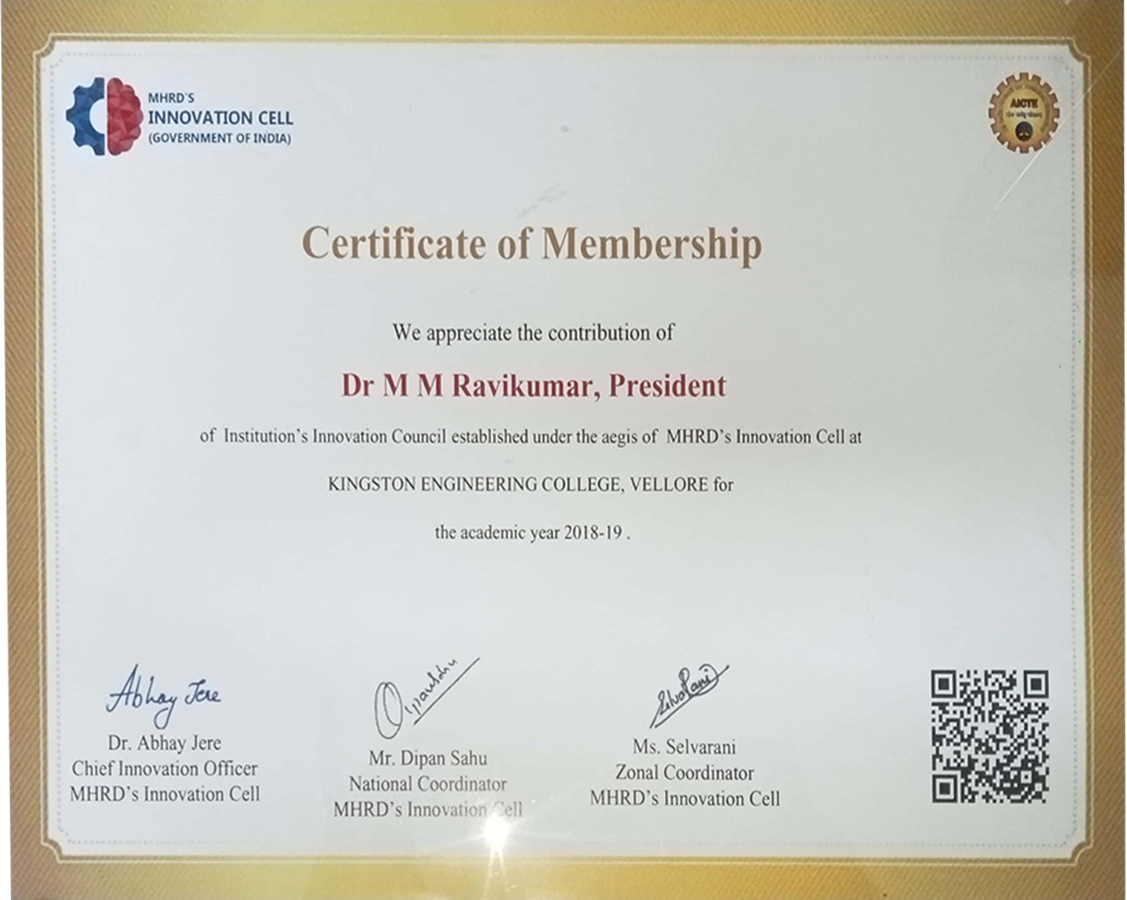 MHRD'S
INNOVATION CELL
(GOVERNMENT OF INDIA)
AICTE
Certificate of Membership
We appreciate the contribution of
Dr M M Ravikumar, President
of Institution's Innovation Council established under the aegis of MHRD's Innovation Cell at
KINGSTON ENGINEERING COLLEGE, VELLORE for
the academic year 2018-19 .
Abhay Jere
Dr. Abhay Jere
Chief Innovation Officer
MHRD's Innovation Cell
Mr. Dipan Sahu
National Coordinator
MHRD's Innovation Cell
Ms. Selvarani
Zonal Coordinator
MHRD's Innovation Cell